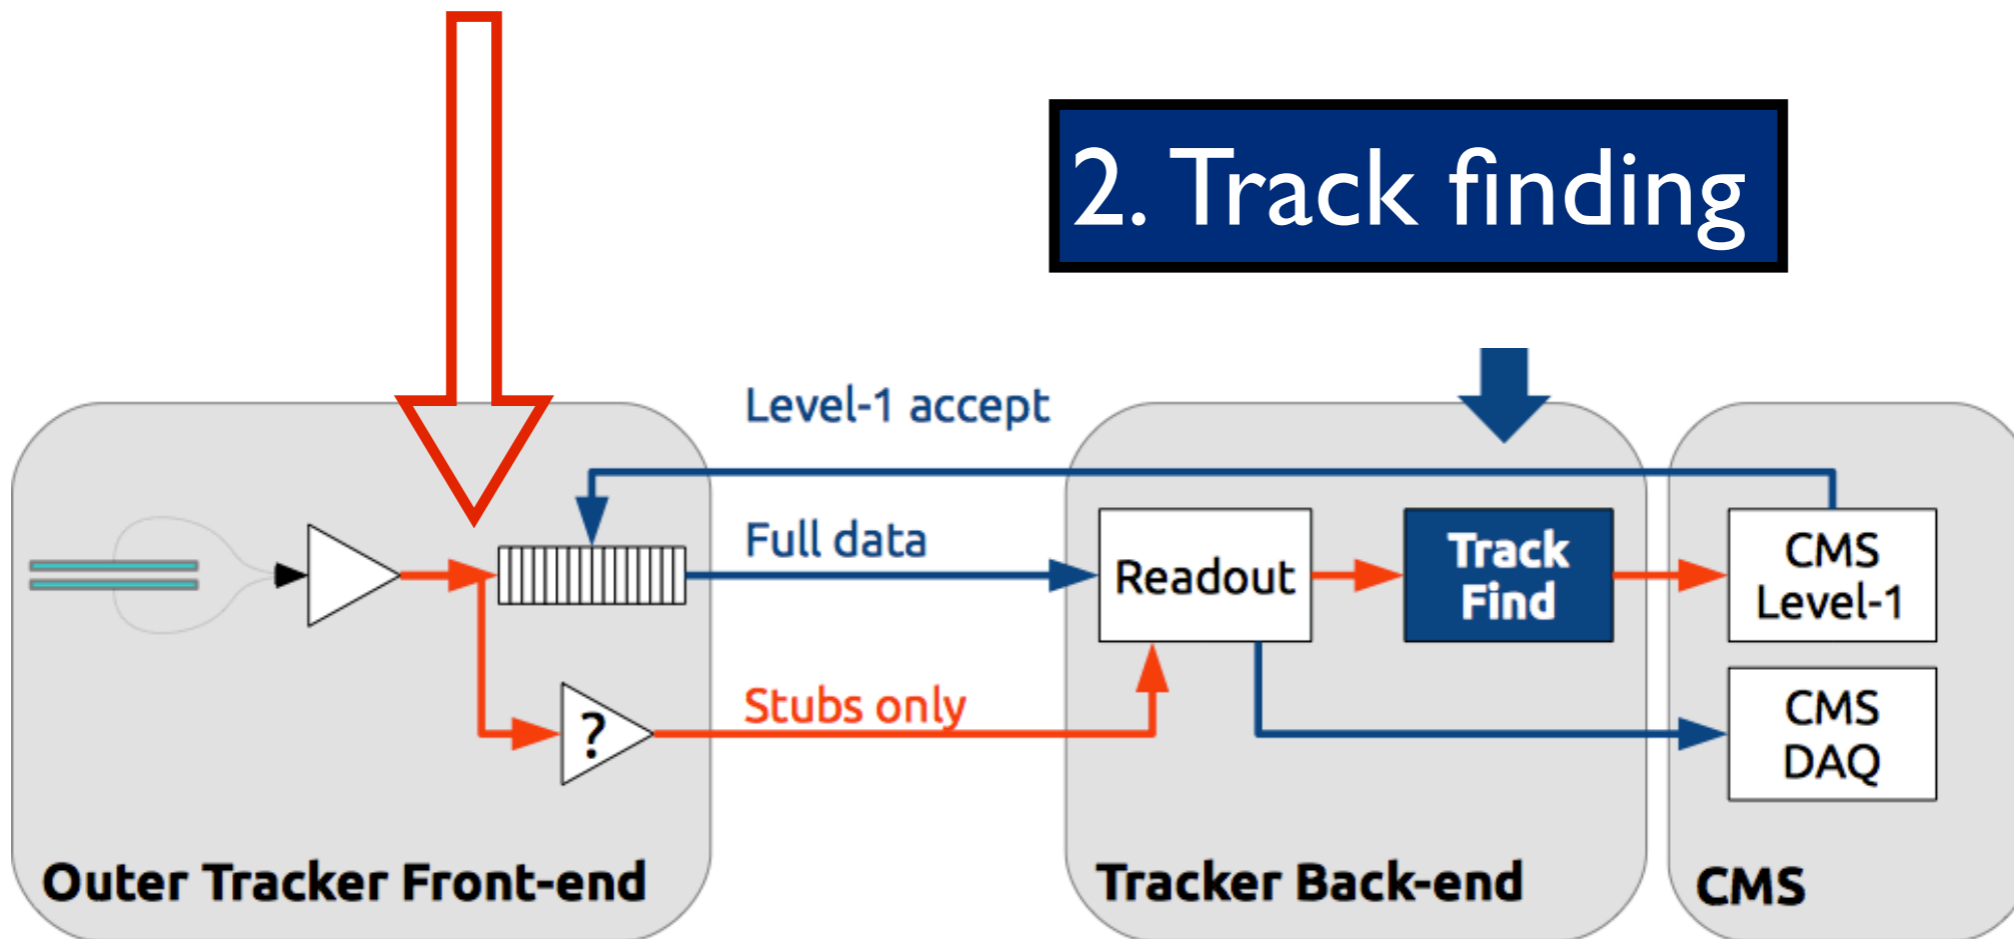 2. Track finding
Level-1 accept
Full data
Readout
Track
Find
CMS
Level-1
?
Stubs only
CMS
DAQ
Outer Tracker Front-end
Tracker Back-end
CMS